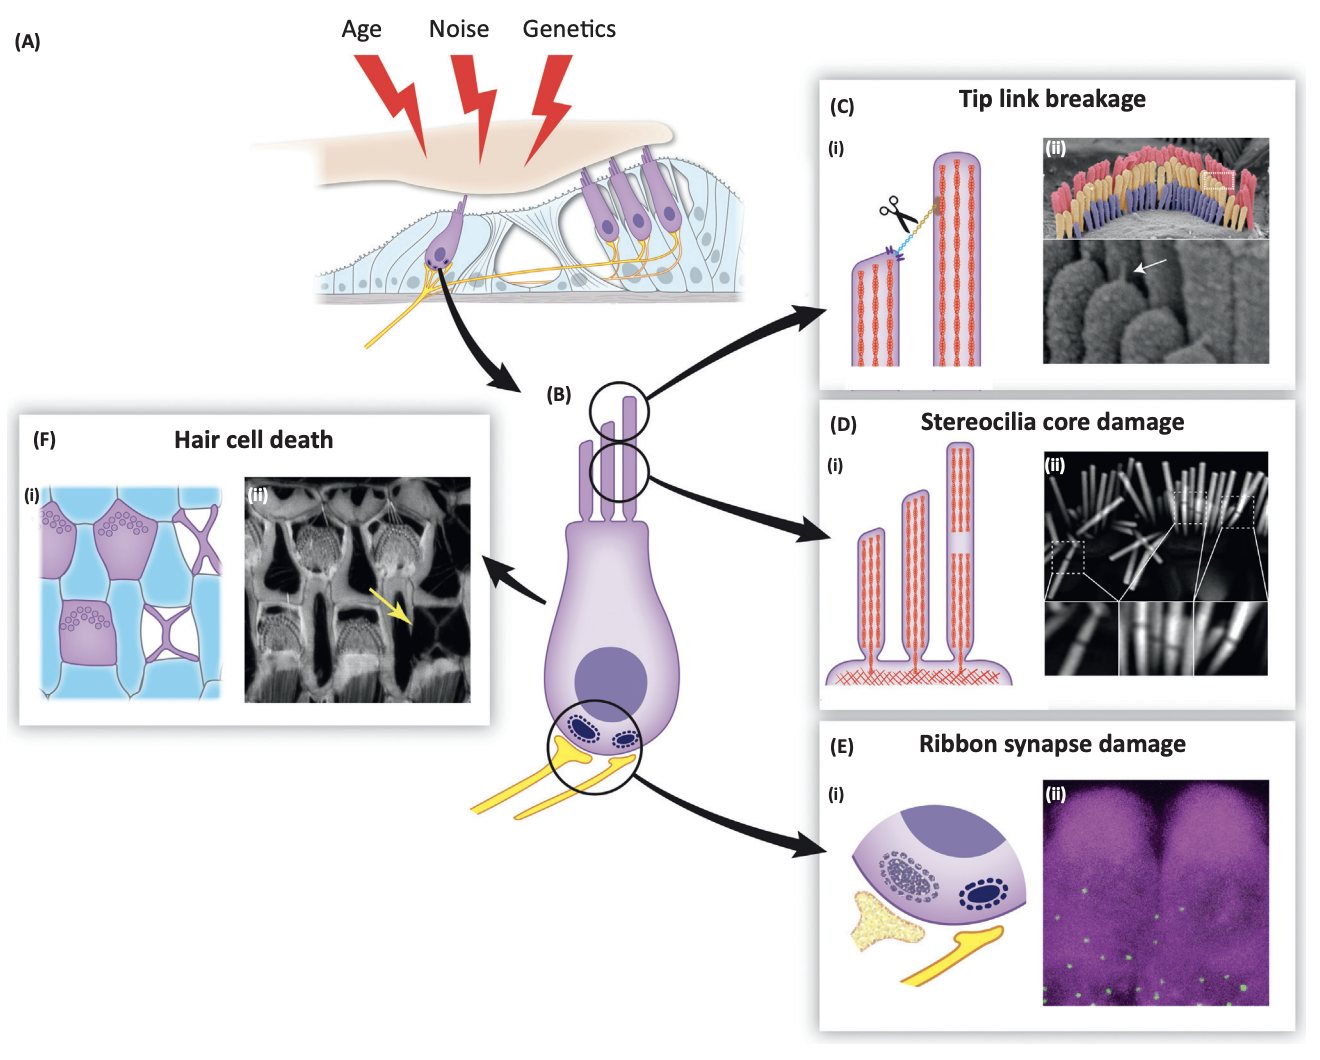 (A)
Age
Noise
Genetics
(B)
(C)
Tip link breakage
(i)
(ii)
(D)
Stereocilia core damage
(i)
(ii)
(E)
Ribbon synapse damage
(i)
(ii)
(F)
Hair cell death
(i)
(ii)